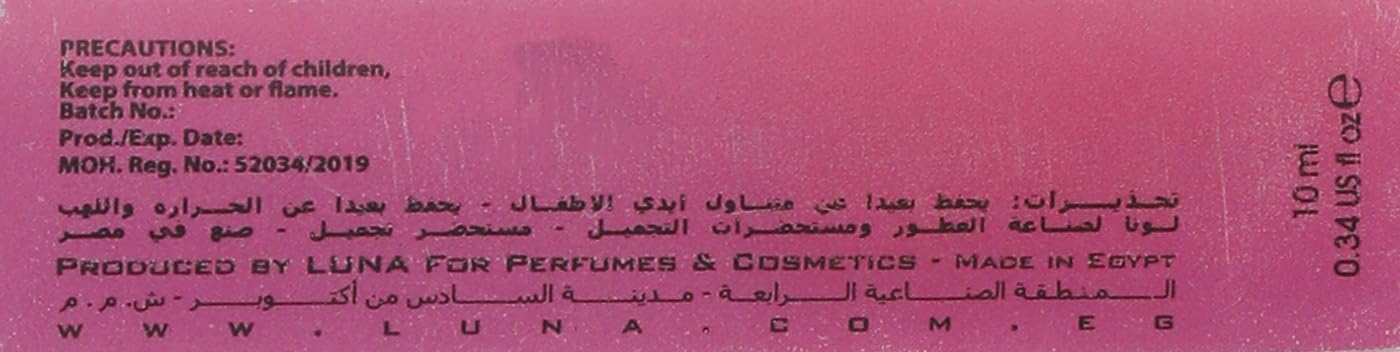 PRECAUTIONS:
Keep out of reach of children,
Keep from heat or flame.
Batch No.:
Prod./Exp. Date:
MOH. Reg. No.: 52034/2019
تحذيـــرات: يحفظ بعيدا عن متناول أيدي الاطفال - يحفظ بعيدا عن الحراره واللهب
لونا لصناعة العطور ومستحضرات التجميل - مستحضر تجميل - صنع في مصر
PRODUCED BY LUNA FOR PERFUMES & COSMETICS - MADE IN EGYPT
المنطقة الصناعية الرابعة - مدينة السادس من أكتوبر - ش. م. م
WWW.LUNA.COM.EG
10 ml
0.34 US fl oz ℮